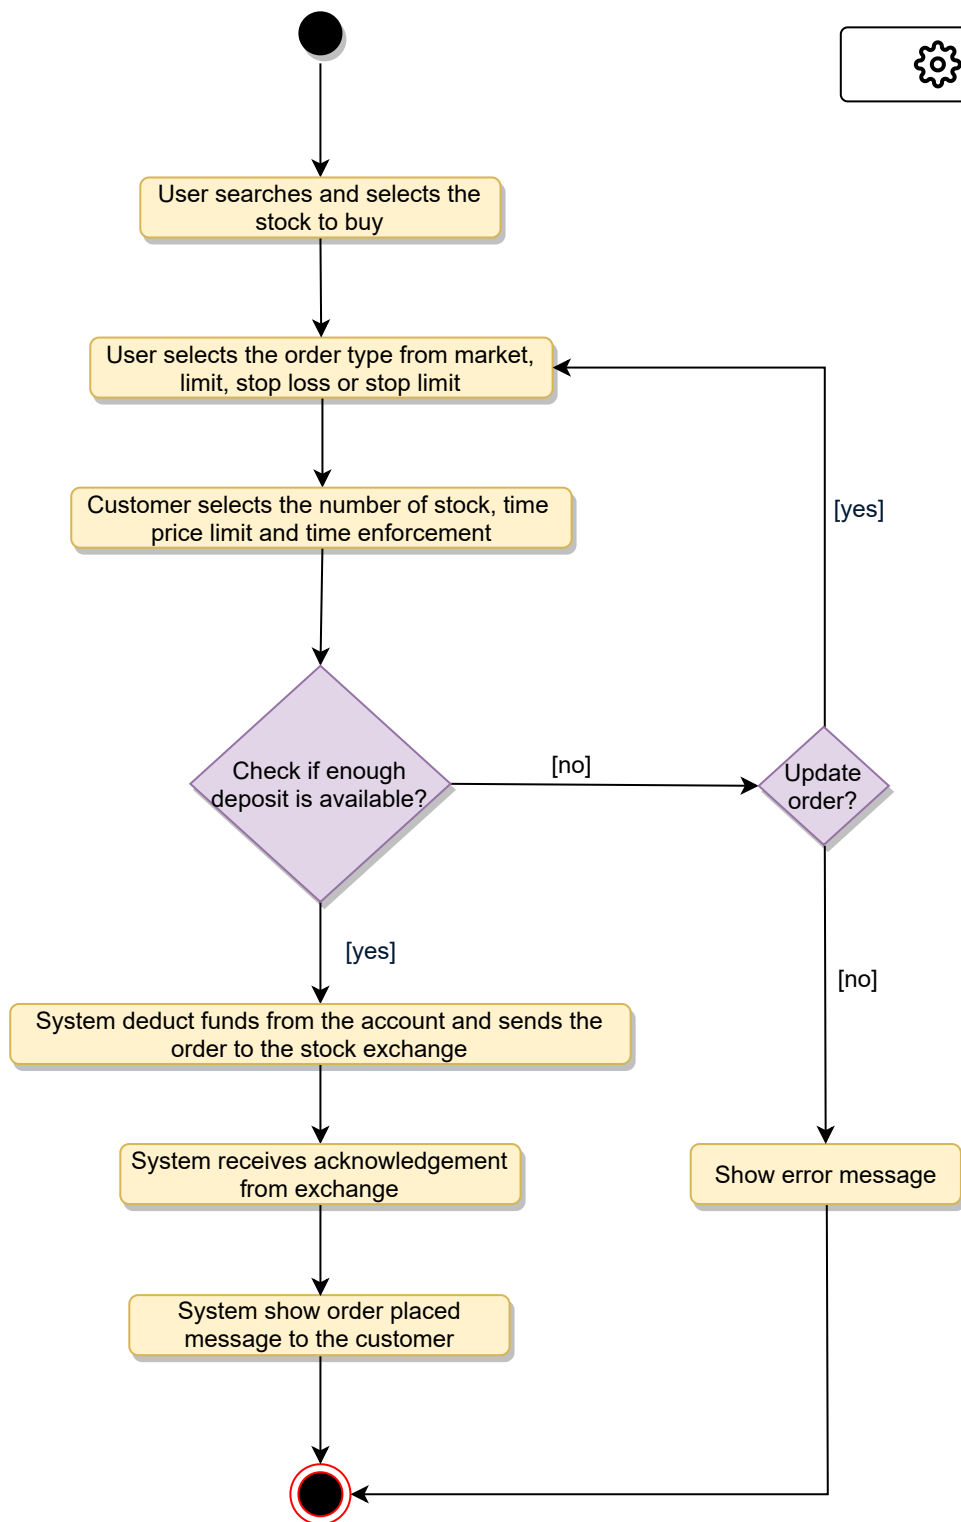 User searches and selects the
stock to buy
User selects the order type from market,
limit, stop loss or stop limit
Customer selects the number of stock, time
price limit and time enforcement
[yes]
Check if enough
deposit is available?
[no]
Update
order?
[yes]
[no]
System deduct funds from the account and sends the
order to the stock exchange
System receives acknowledgement
from exchange
Show error message
System show order placed
message to the customer